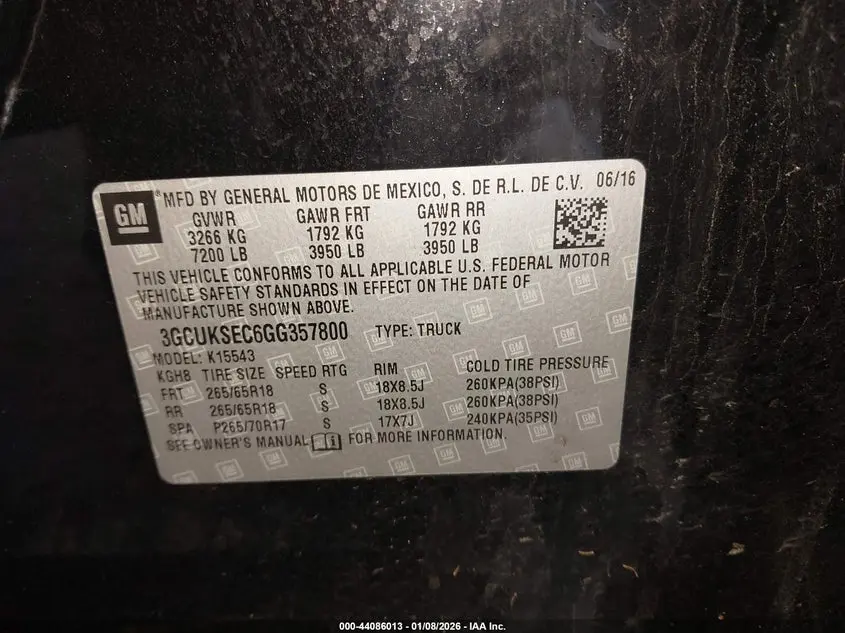 GM ® MFD BY GENERAL MOTORS DE MEXICO, S. DE R.L. DE C.V. 06/16
GVWR GAWR FRT GAWR RR
3266 KG 1792 KG 1792 KG
7200 LB 3950 LB 3950 LB
THIS VEHICLE CONFORMS TO ALL APPLICABLE U.S. FEDERAL MOTOR
VEHICLE SAFETY STANDARDS IN EFFECT ON THE DATE OF
MANUFACTURE SHOWN ABOVE.
3GCUKSEC6GG357800 TYPE: TRUCK
MODEL: K15543
KGHB TIRE SIZE SPEED RTG RIM COLD TIRE PRESSURE
FRT 265/65R18 S 18X8.5J 260KPA(38PSI)
RR 265/65R18 S 18X8.5J 260KPA(38PSI)
SPA P265/70R17 S 17X7J 240KPA(35PSI)
SEE OWNER'S MANUAL FOR MORE INFORMATION.
000-44086013 - 01/08/2026 - IAA Inc.